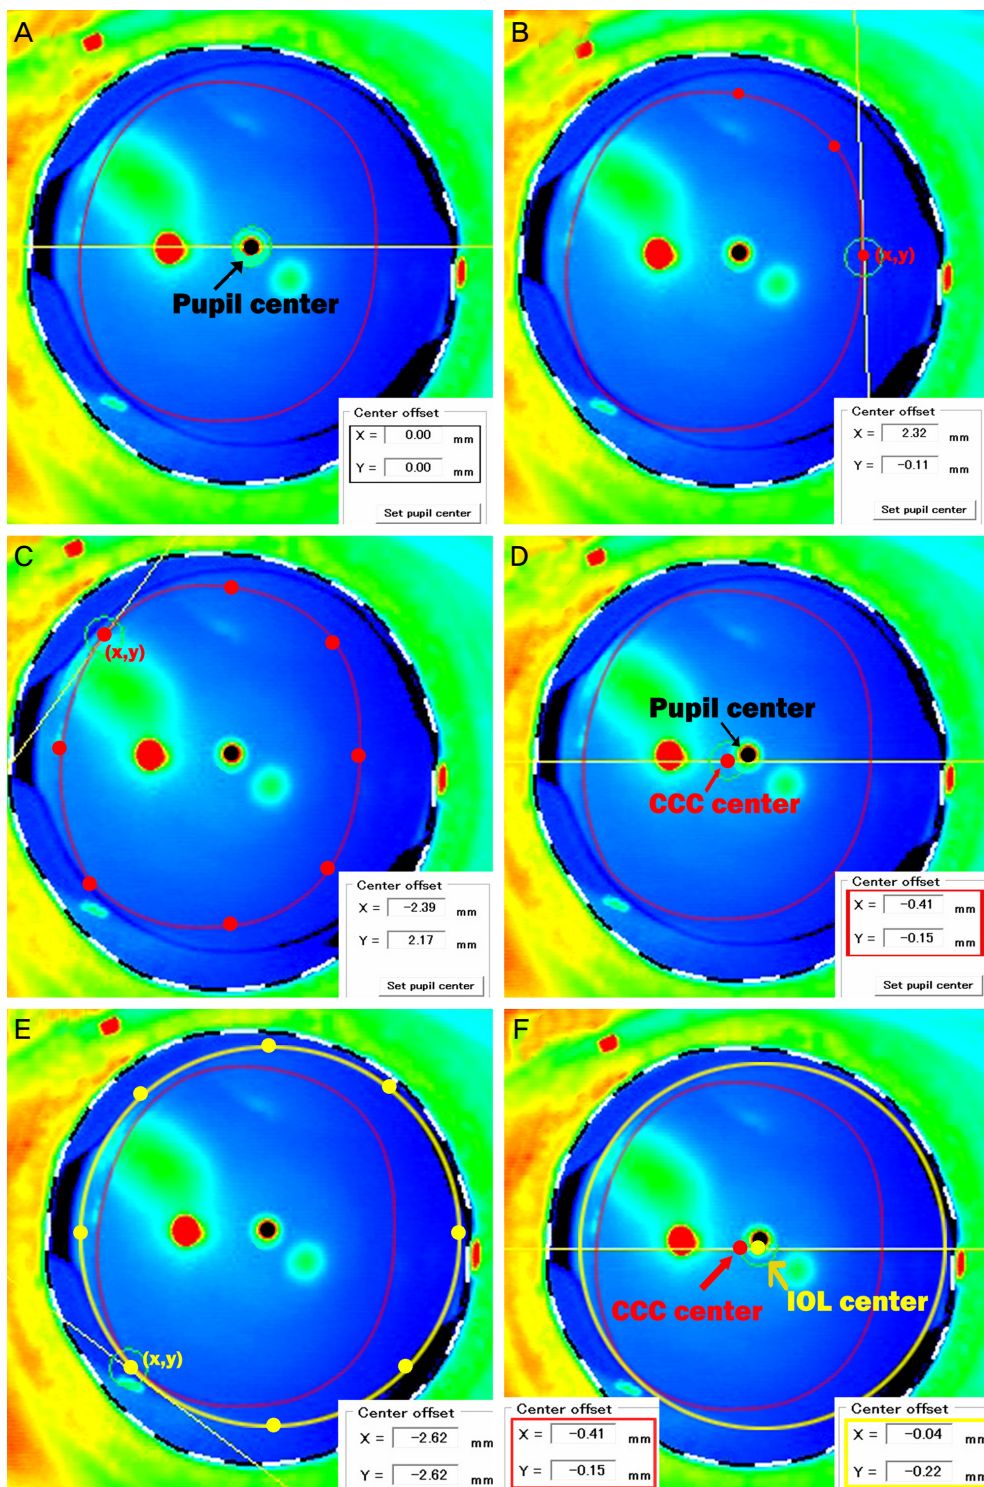 A
Pupil center
Center offset
X = 0.00 mm
Y = 0.00 mm
Set pupil center
B
(x,y)
Center offset
X = 2.32 mm
Y = -0.11 mm
Set pupil center
C
(x,y)
Center offset
X = -2.39 mm
Y = 2.17 mm
Set pupil center
D
Pupil center
CCC center
Center offset
X = -0.41 mm
Y = -0.15 mm
Set pupil center
E
(x,y)
Center offset
X = -2.62 mm
Y = -2.62 mm
F
CCC center
IOL center
Center offset
X = -0.41 mm
Y = -0.15 mm
Center offset
X = -0.04 mm
Y = -0.22 mm